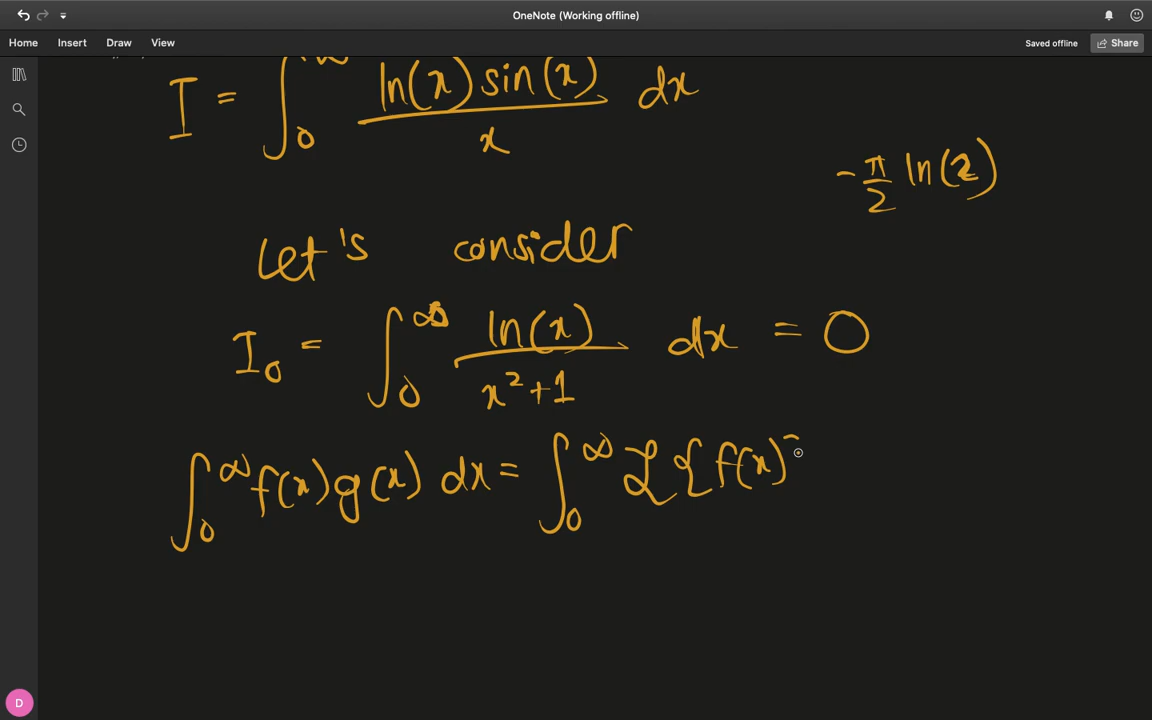 OneNote (Working offline)
Home Insert Draw View Saved offline Share
I = ∫₀^∞ ln(x) sin(x) / x dx
-π/2 ln(2)
Let's consider
I₀ = ∫₀^∞ ln(x) / x²+1 dx = 0
∫₀^∞ f(x) g(x) dx = ∫₀^∞ ℒ{f(x)
D